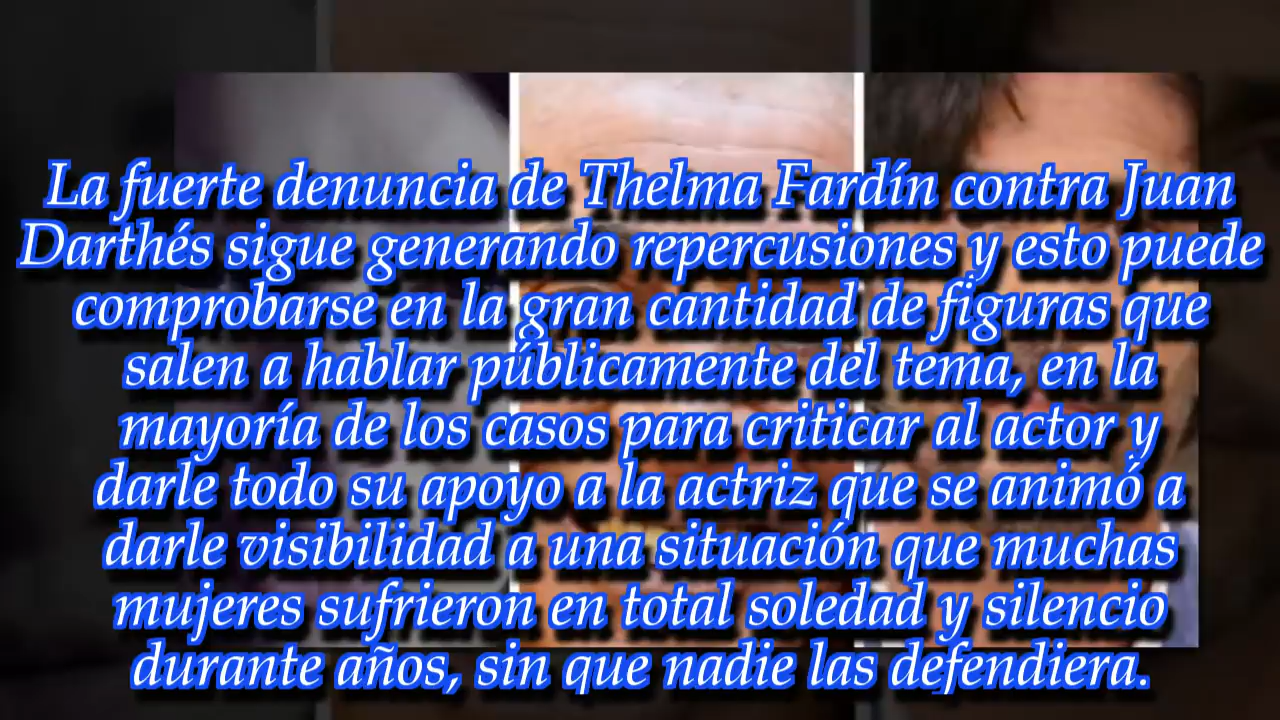 La fuerte denuncia de Thelma Fardín contra Juan
Darthés sigue generando repercusiones y esto puede
comprobarse en la gran cantidad de figuras que
salen a hablar públicamente del tema, en la
mayoría de los casos para criticar al actor y
darle todo su apoyo a la actriz que se animó a
darle visibilidad a una situación que muchas
mujeres sufrieron en total soledad y silencio
durante años, sin que nadie las defendiera.